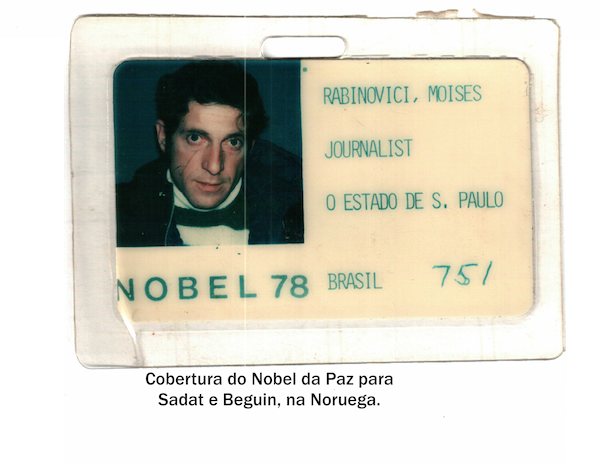 RABINOVICI, MOISES
JOURNALIST
O ESTADO DE S. PAULO
NOBEL 78 BRASIL 751
Cobertura do Nobel da Paz para
Sadat e Beguin, na Noruega.